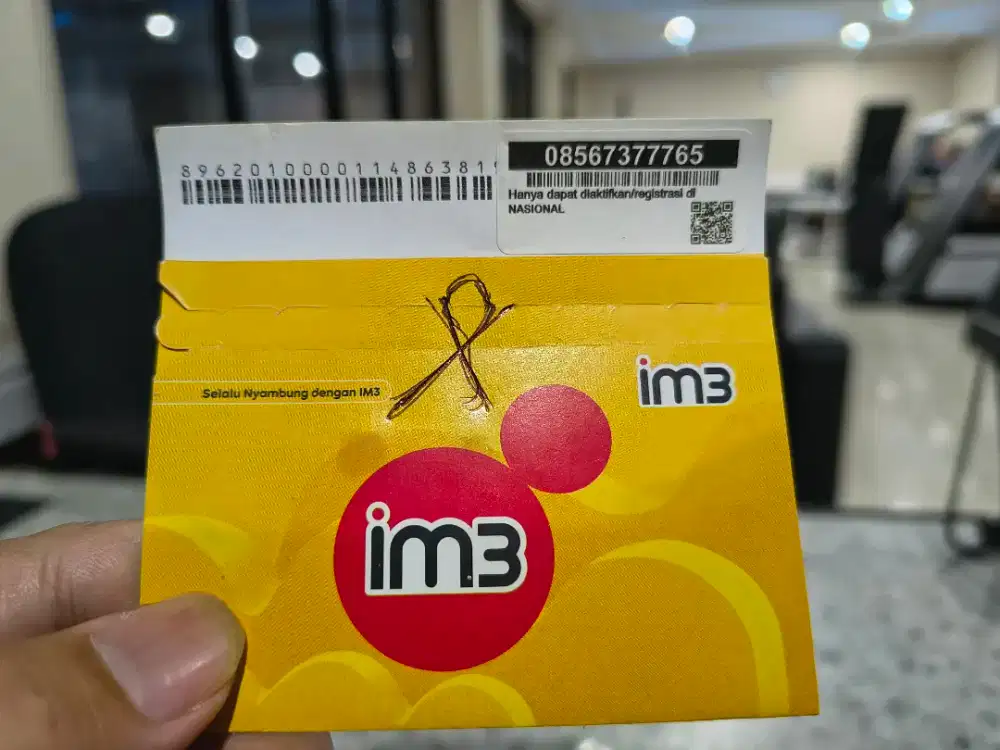 08567377765
896201000011486381
Hanya dapat diaktifkan/registrasi di
NASIONAL
Selalu Nyambung dengan IM3
im3
im3